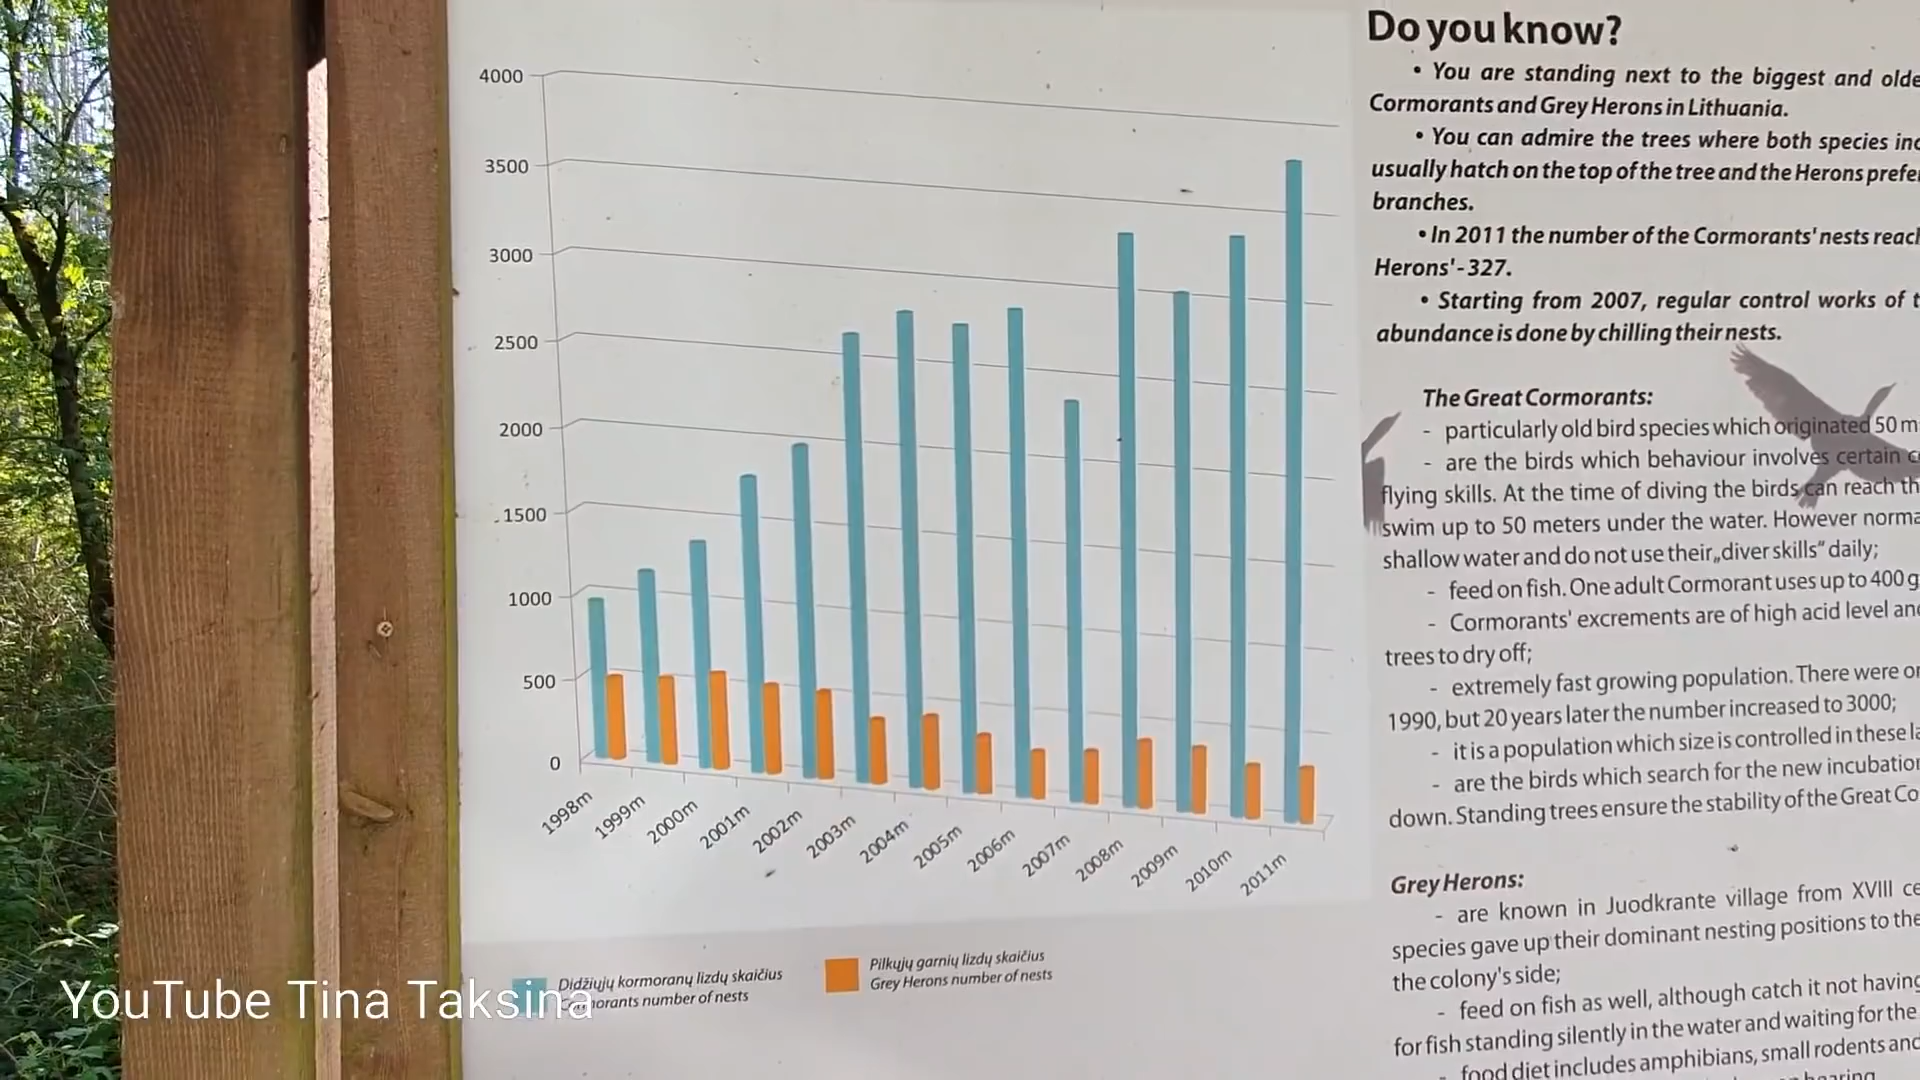 4000
3500
3000
2500
2000
1500
1000
500
0
1998m 1999m 2000m 2001m 2002m 2003m 2004m 2005m 2006m 2007m 2008m 2009m 2010m 2011m
Didžiųjų kormoranų lizdų skaičius
number of nests
Pilkųjų garnių lizdų skaičius
Grey Herons number of nests
Do you know?
• You are standing next to the biggest and
Cormorants and Grey Herons in Lithuania.
• You can admire the trees where both species
usually hatch on the top of the tree and the Herons
branches.
• In 2011 the number of the Cormorants' nests
Herons' - 327.
• Starting from 2007, regular control works of
abundance is done by chilling their nests.
The Great Cormorants:
- particularly old bird species which originated 50
- are the birds which behaviour involves certain
flying skills. At the time of diving the birds can reach
swim up to 50 meters under the water. However
shallow water and do not use their „diver skills" daily;
- feed on fish. One adult Cormorant uses up to 400 g
- Cormorants' excrements are of high acid level
trees to dry off;
- extremely fast growing population. There were
1990, but 20 years later the number increased to 3000;
- it is a population which size is controlled in these
- are the birds which search for the new
down. Standing trees ensure the stability of the Great
Grey Herons:
- are known in Juodkrante village from XVIII
species gave up their dominant nesting positions to the
the colony's side;
- feed on fish as well, although catch it not having
for fish standing silently in the water and waiting for the
- food diet includes amphibians, small rodents and
YouTube Tina Taksina